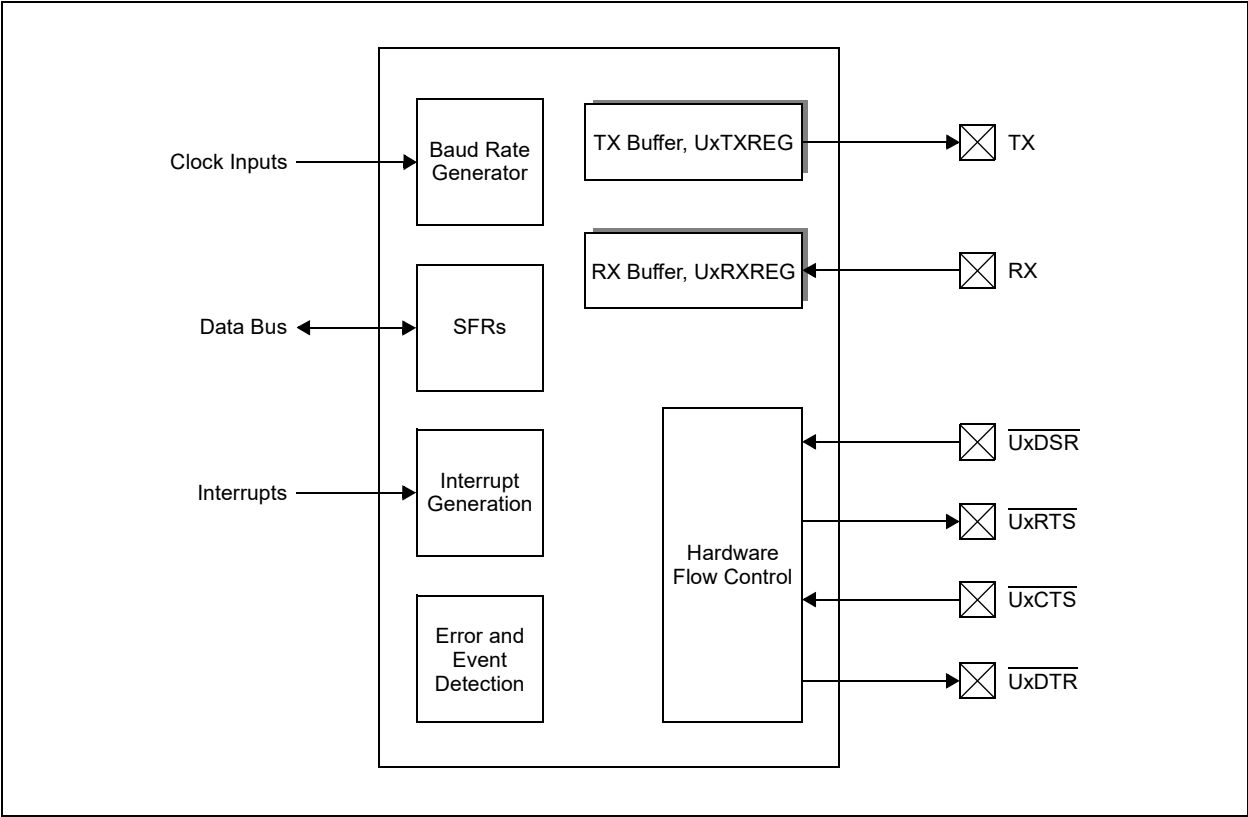 Clock Inputs
Baud Rate
Generator
TX Buffer, UxTXREG
TX
RX Buffer, UxRXREG
RX
Data Bus
SFRs
Interrupts
Interrupt
Generation
Error and
Event
Detection
Hardware
Flow Control
UxDSR
UxRTS
UxCTS
UxDTR